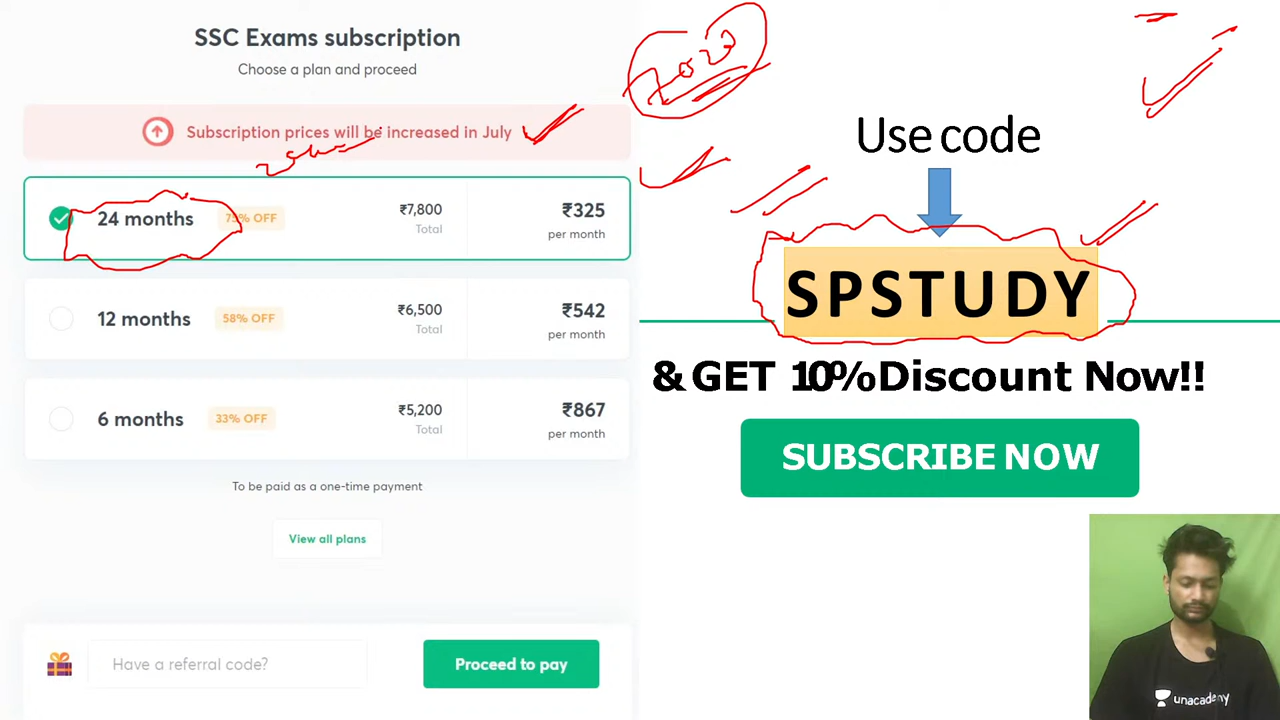 SSC Exams subscription
Choose a plan and proceed
Subscription prices will be increased in July
24 months
75% OFF
₹7,800
Total
₹325
per month
12 months
58% OFF
₹6,500
Total
₹542
per month
6 months
33% OFF
₹5,200
Total
₹867
per month
To be paid as a one-time payment
View all plans
Have a referral code?
Proceed to pay
Use code
SPSTUDY
& GET 10% Discount Now!!
SUBSCRIBE NOW
unacademy